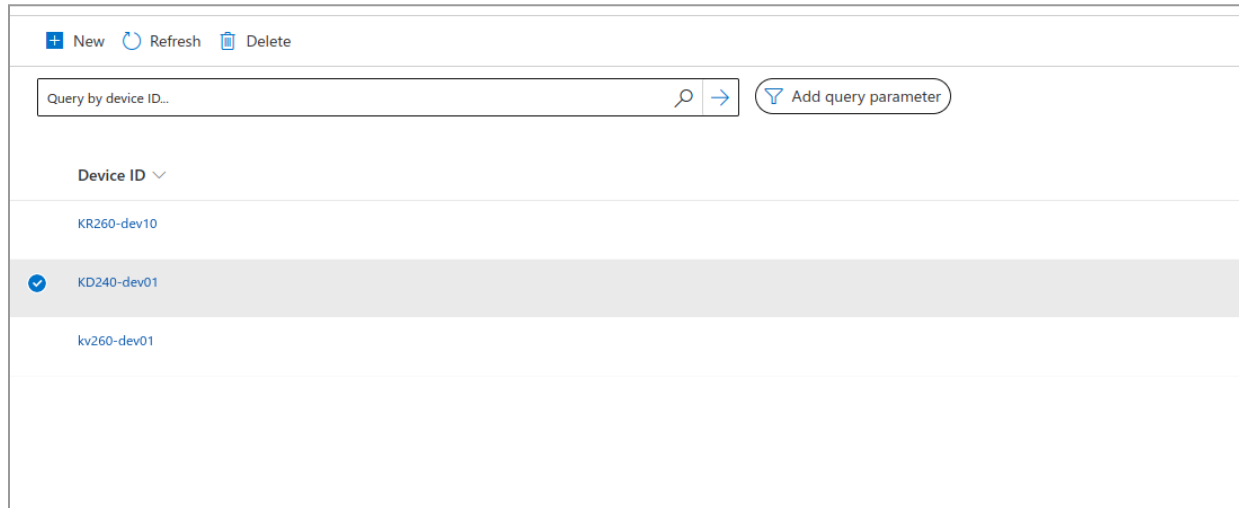 New Refresh Delete
Query by device ID... Add query parameter
Device ID
KR260-dev10
KD240-dev01
kv260-dev01